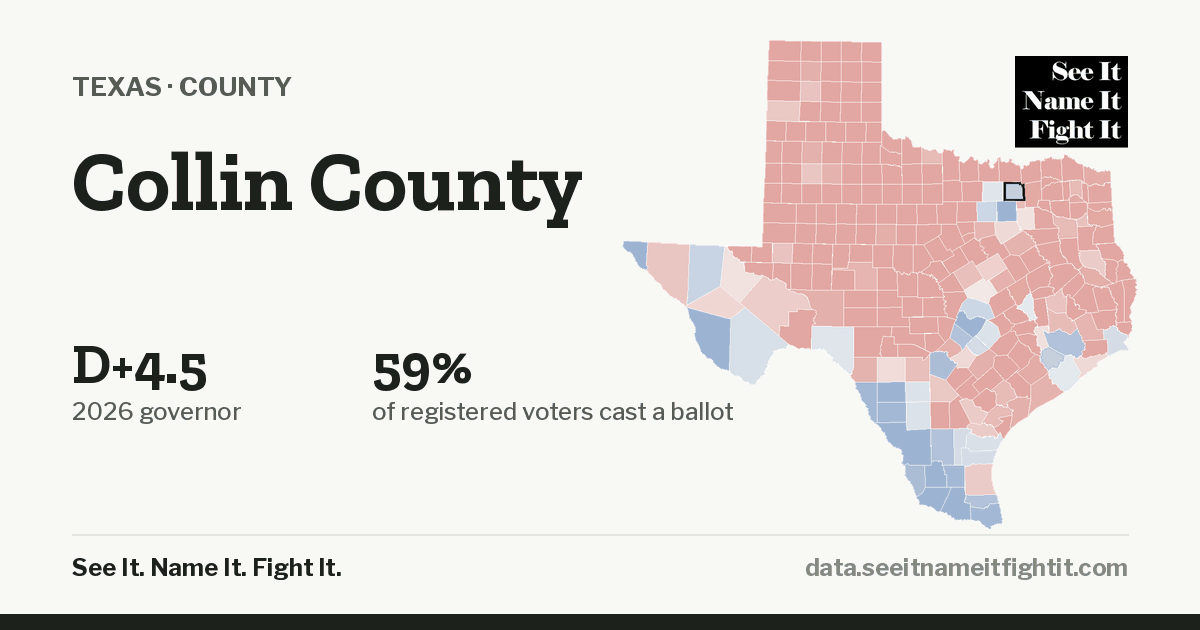 TEXAS · COUNTY
See It
Name It
Fight It
Collin County
D+4.5
2026 governor
59%
of registered voters cast a ballot
See It. Name It. Fight It.
data.seeitnameitfightit.com